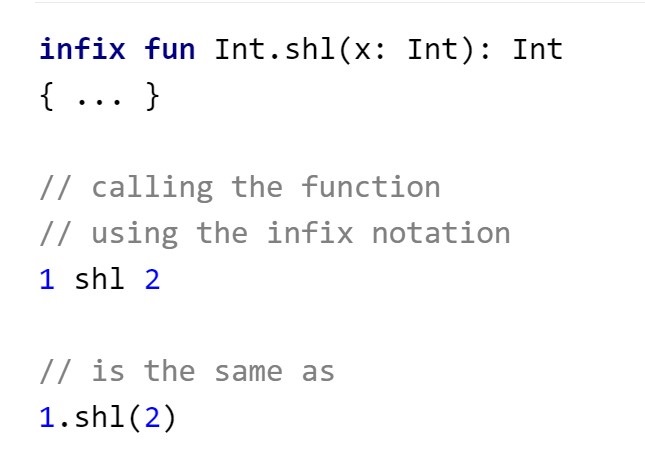 infix fun Int.shl(x: Int): Int
{ ... }
// calling the function
// using the infix notation
1 shl 2
// is the same as
1.shl(2)